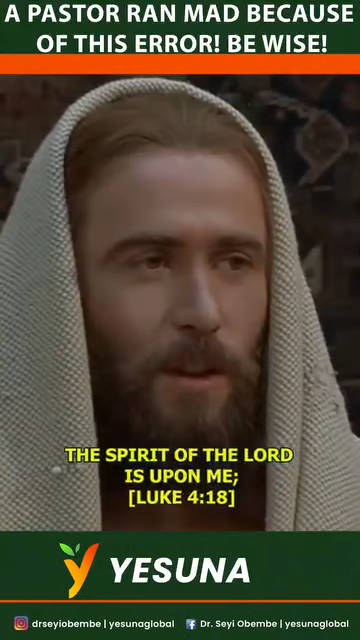 A PASTOR RAN MAD BECAUSE
OF THIS ERROR! BE WISE!
THE SPIRIT OF THE LORD
IS UPON ME;
[LUKE 4:18]
YESUNA
drseyiobembe | yesunaglobal Dr. Seyi Obembe | yesunaglobal